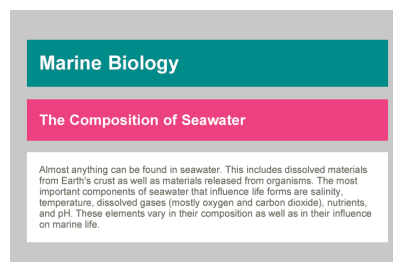 Marine Biology
The Composition of Seawater
Almost anything can be found in seawater. This includes dissolved materials
from Earth's crust as well as materials released from organisms. The most
important components of seawater that influence life forms are salinity,
temperature, dissolved gases (mostly oxygen and carbon dioxide), nutrients,
and pH. These elements vary in their composition as well as in their influence
on marine life.